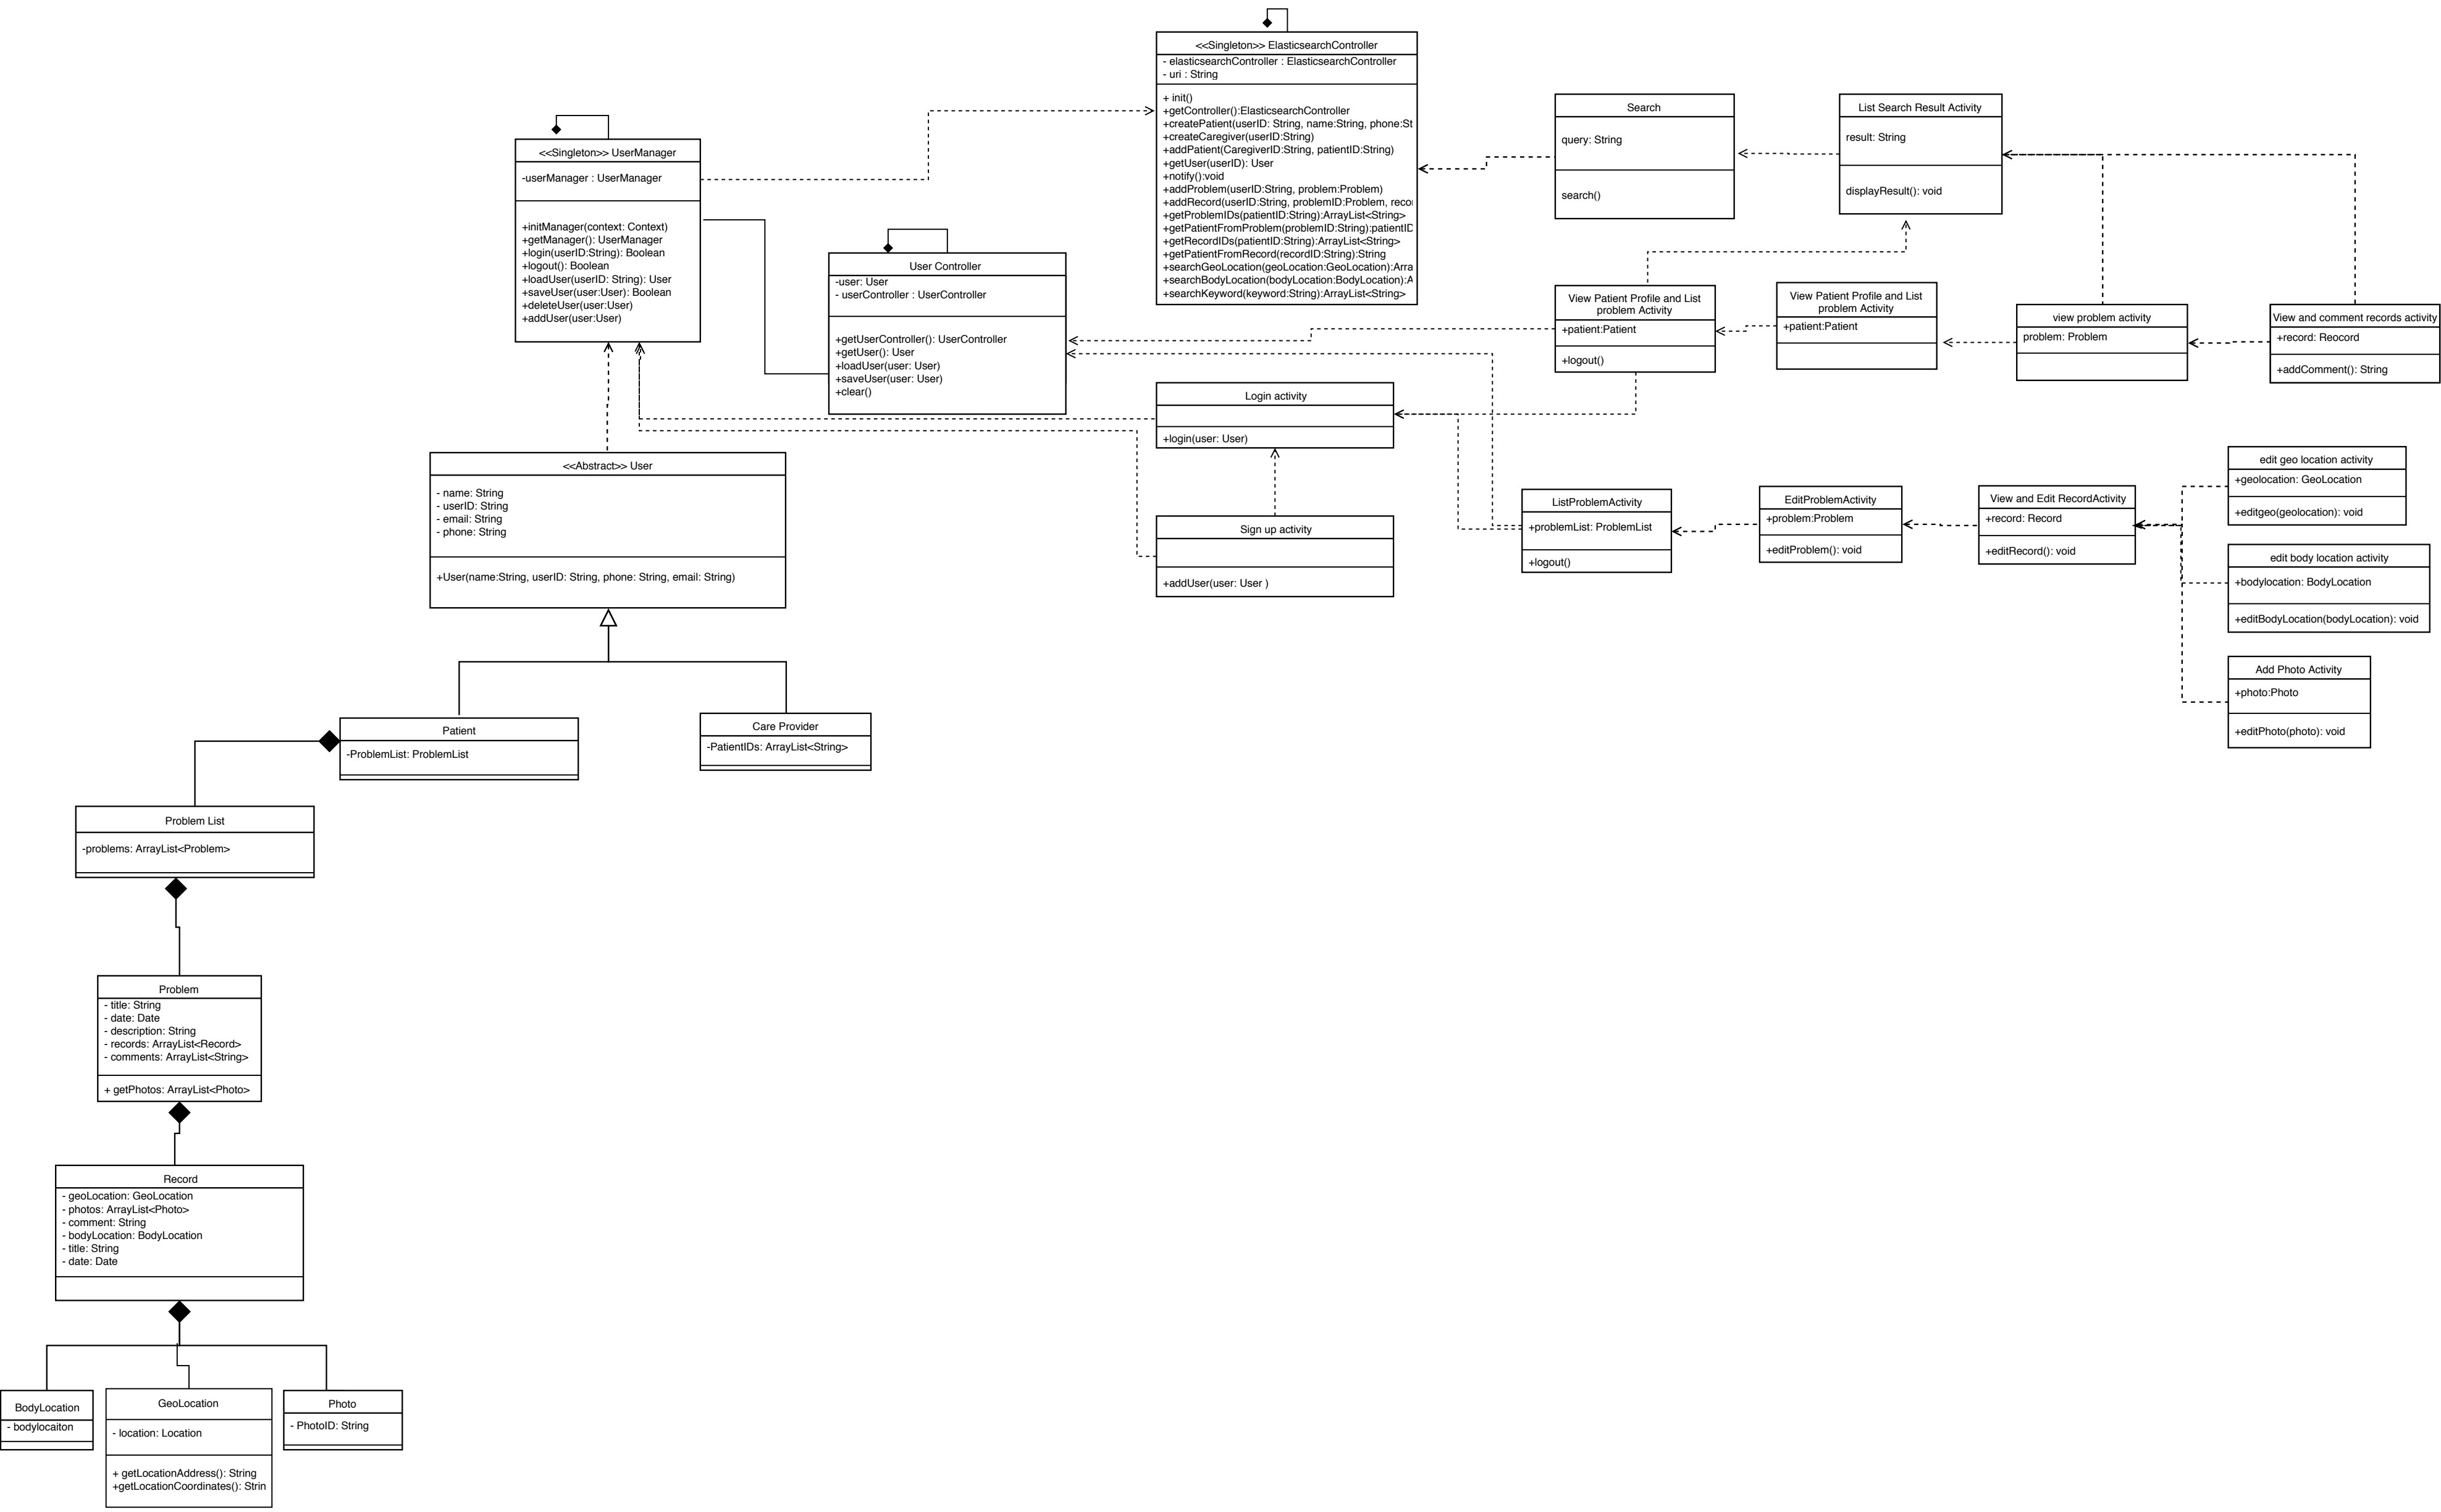 <<Singleton>> ElasticsearchController
- elasticsearchController : ElasticsearchController
- uri : String
+ init()
+getController():ElasticsearchController
+createPatient(userID: String, name:String, phone:St
+createCaregiver(userID:String)
+addPatient(CaregiverID:String, patientID:String)
+getUser(userID): User
+notify():void
+addProblem(userID:String, problem:Problem)
+addRecord(userID:String, problemID:Problem, reco
+getProblemIDs(patientID:String):ArrayList<String>
+getPatientFromProblem(problemID:String):patientID
+getRecordIDs(patientID:String):ArrayList<String>
+getPatientFromRecord(recordID:String):String
+searchGeoLocation(geoLocation:GeoLocation):Arra
+searchBodyLocation(bodyLocation:BodyLocation):A
+searchKeyword(keyword:String):ArrayList<String>
Search
query: String
search()
List Search Result Activity
result: String
displayResult(): void
<<Singleton>> UserManager
-userManager : UserManager
+initManager(context: Context)
+getManager(): UserManager
+login(userID:String): Boolean
+logout(): Boolean
+loadUser(userID: String): User
+saveUser(user:User): Boolean
+deleteUser(user:User)
+addUser(user:User)
User Controller
-user: User
- userController : UserController
+getUserController(): UserController
+getUser(): User
+loadUser(user: User)
+saveUser(user: User)
+clear()
View Patient Profile and List
problem Activity
+patient:Patient
+logout()
View Patient Profile and List
problem Activity
+patient:Patient
view problem activity
problem: Problem
View and comment records activity
+record: Reocord
+addComment(): String
Login activity
+login(user: User)
<<Abstract>> User
- name: String
- userID: String
- email: String
- phone: String
+User(name:String, userID: String, phone: String, email: String)
Sign up activity
+addUser(user: User )
ListProblemActivity
+problemList: ProblemList
+logout()
EditProblemActivity
+problem:Problem
+editProblem(): void
View and Edit RecordActivity
+record: Record
+editRecord(): void
edit geo location activity
+geolocation: GeoLocation
+editgeo(geolocation): void
edit body location activity
+bodylocation: BodyLocation
+editBodyLocation(bodyLocation): void
Add Photo Activity
+photo:Photo
+editPhoto(photo): void
Patient
-ProblemList: ProblemList
Care Provider
-PatientIDs: ArrayList<String>
Problem List
-problems: ArrayList<Problem>
Problem
- title: String
- date: Date
- description: String
- records: ArrayList<Record>
- comments: ArrayList<String>
+ getPhotos: ArrayList<Photo>
Record
- geoLocation: GeoLocation
- photos: ArrayList<Photo>
- comment: String
- bodyLocation: BodyLocation
- title: String
- date: Date
BodyLocation
- bodylocaiton
GeoLocation
- location: Location
+ getLocationAddress(): String
+getLocationCoordinates(): Strin
Photo
- PhotoID: String